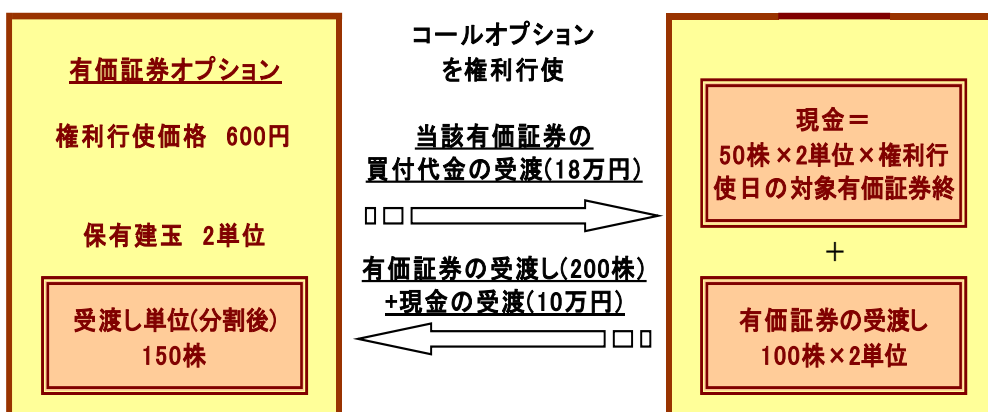 有価証券オプション
権利行使価格 600円
保有建玉 2単位
受渡し単位(分割後)
150株
コールオプション
を権利行使
当該有価証券の
買付代金の受渡(18万円)
有価証券の受渡し(200株)
+現金の受渡(10万円)
現金＝
50株×2単位×権利行
使日の対象有価証券終
+
有価証券の受渡し
100株×2単位